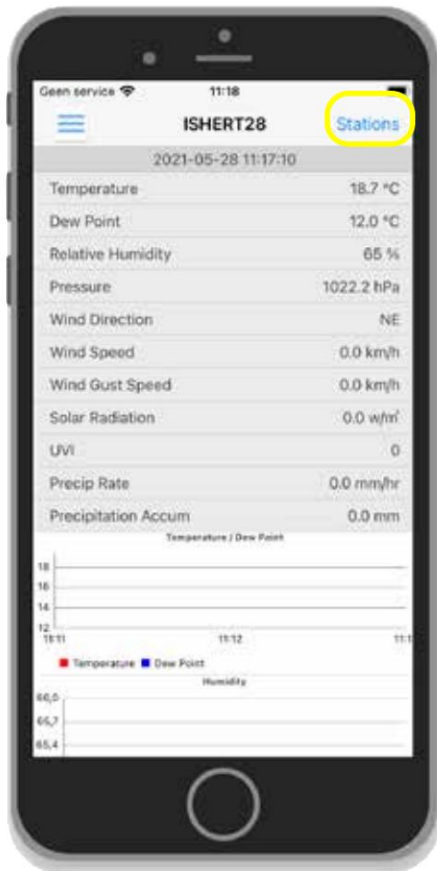 Geen service 11:18
ISHERT28 Stations
2021-05-28 11:17:10
Temperature 18.7 °C
Dew Point 12.0 °C
Relative Humidity 65 %
Pressure 1022.2 hPa
Wind Direction NE
Wind Speed 0.0 km/h
Wind Gust Speed 0.0 km/h
Solar Radiation 0.0 w/m²
UVI 0
Precip Rate 0.0 mm/hr
Precipitation Accum 0.0 mm
Temperature / Dew Point
18
16
14
12
11:11 11:12 11:1
Temperature Dew Point
Humidity
66,0
65,7
65,4